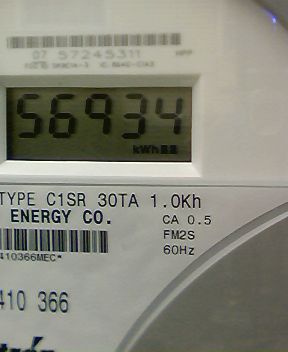 07 57245311
56934
kWh
TYPE C1SR 30TA 1.0Kh
ENERGY CO.
CA 0.5
FM2S
60Hz
410366MEC*
410 366